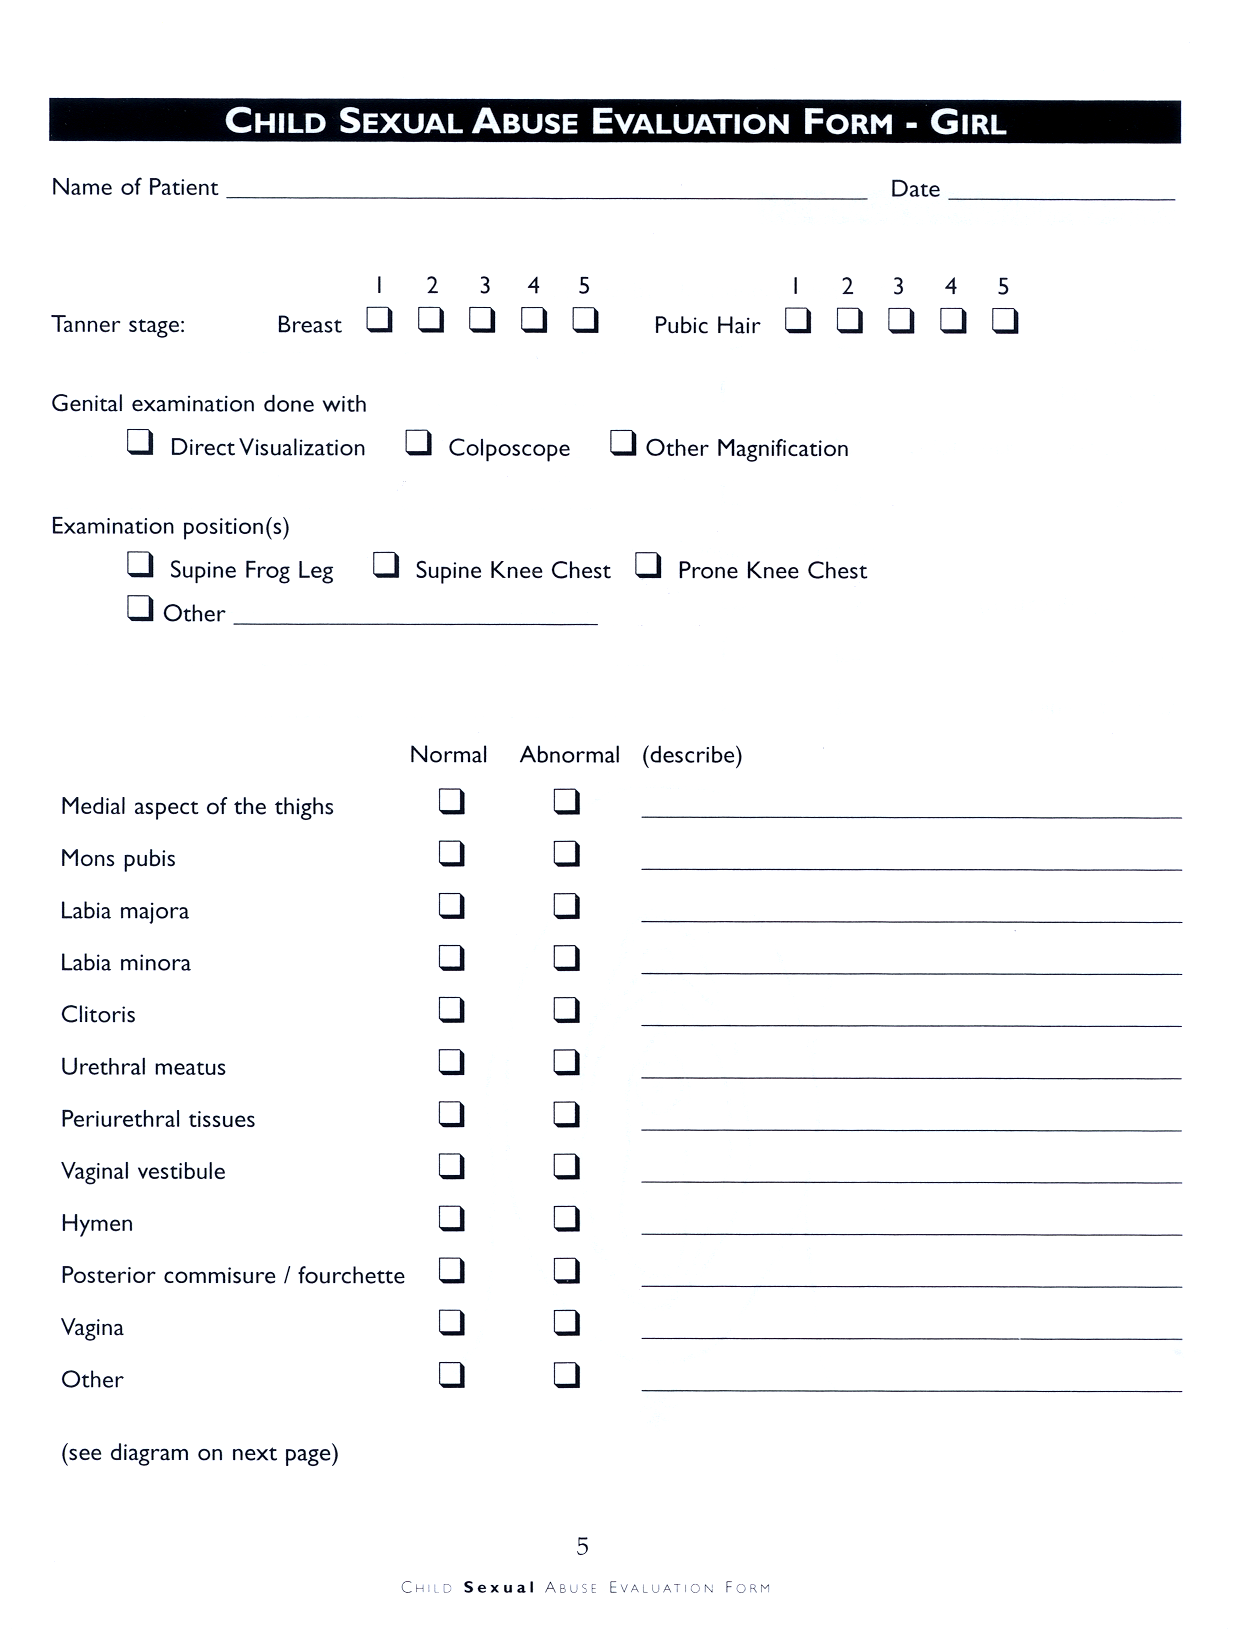 CHILD SEXUAL ABUSE EVALUATION FORM - GIRL
Name of Patient Date
1 2 3 4 5 1 2 3 4 5
Tanner stage: Breast Pubic Hair
Genital examination done with
Direct Visualization Colposcope Other Magnification
Examination position(s)
Supine Frog Leg Supine Knee Chest Prone Knee Chest
Other
Normal Abnormal (describe)
Medial aspect of the thighs
Mons pubis
Labia majora
Labia minora
Clitoris
Urethral meatus
Periurethral tissues
Vaginal vestibule
Hymen
Posterior commisure / fourchette
Vagina
Other
(see diagram on next page)
5
CHILD Sexual ABUSE EVALUATION FORM